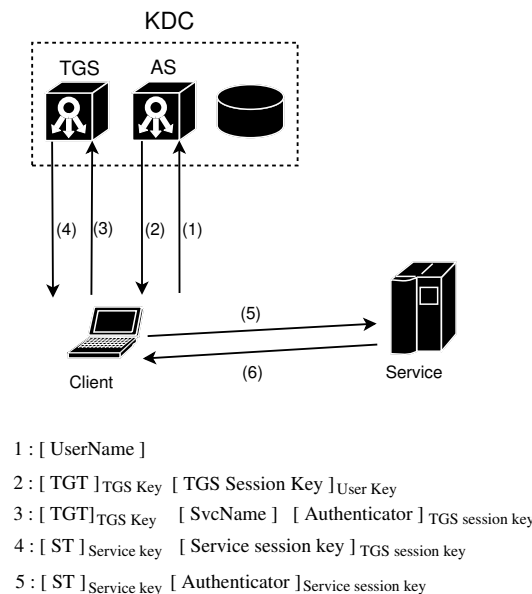 KDC
TGS AS
(4) (3) (2) (1)
(5)
(6)
Client
Service
1 : [ UserName ]
2 : [ TGT ] TGS Key [ TGS Session Key ] User Key
3 : [ TGT] TGS Key [ SvcName ] [ Authenticator ] TGS session key
4 : [ ST ] Service key [ Service session key ] TGS session key
5 : [ ST ] Service key [ Authenticator ] Service session key